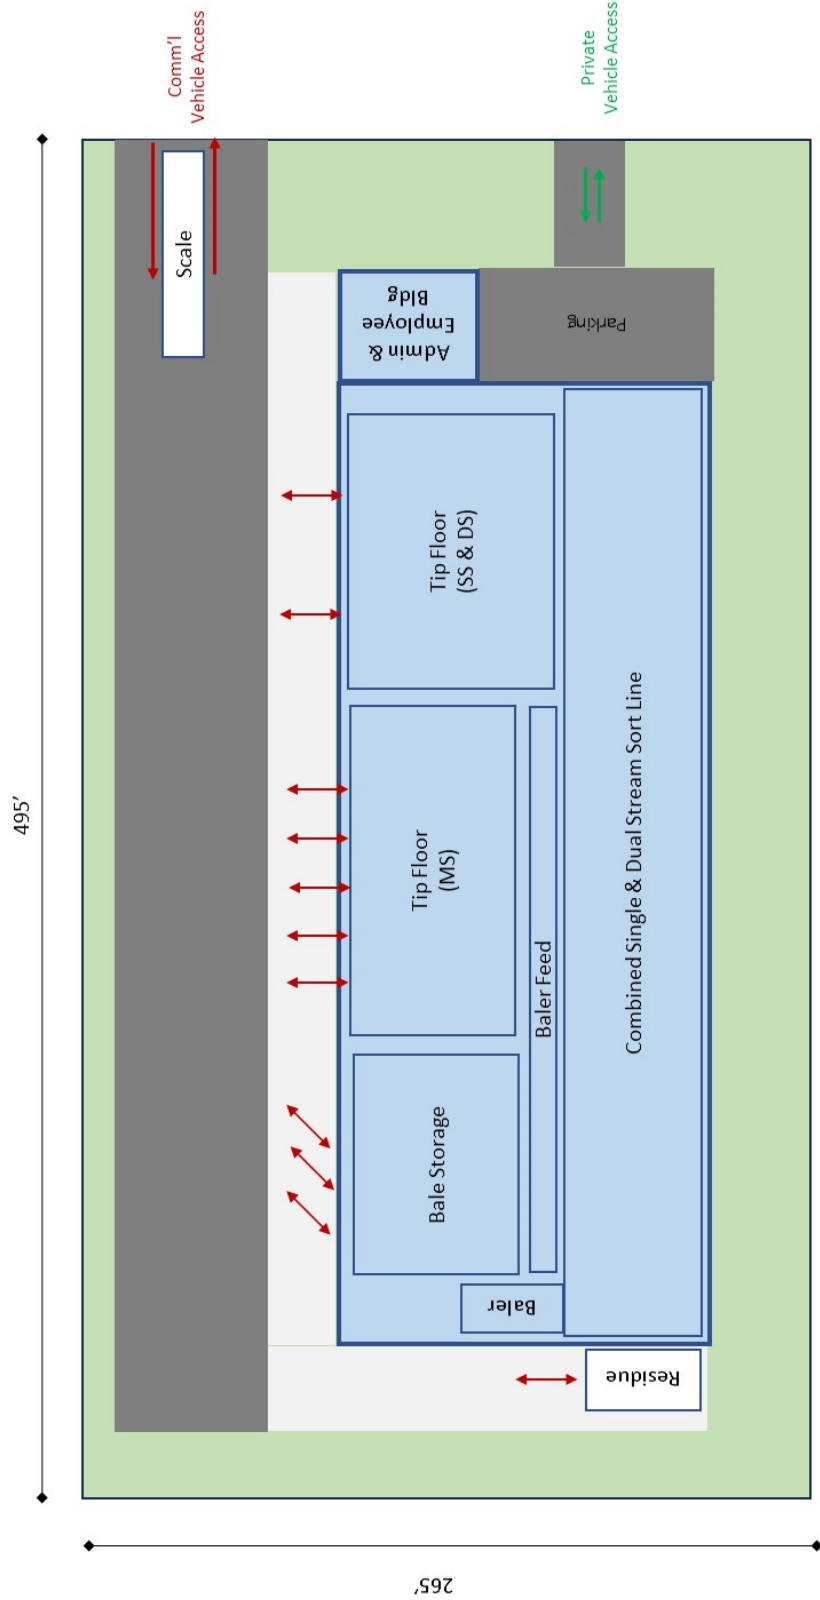 Comm'l
Vehicle Access
Private
Vehicle Access
Scale
Admin &
Employee
Bldg
Parking
Tip Floor
(SS & DS)
495'
Tip Floor
(MS)
Combined Single & Dual Stream Sort Line
Baler Feed
Bale Storage
Baler
Residue
265'